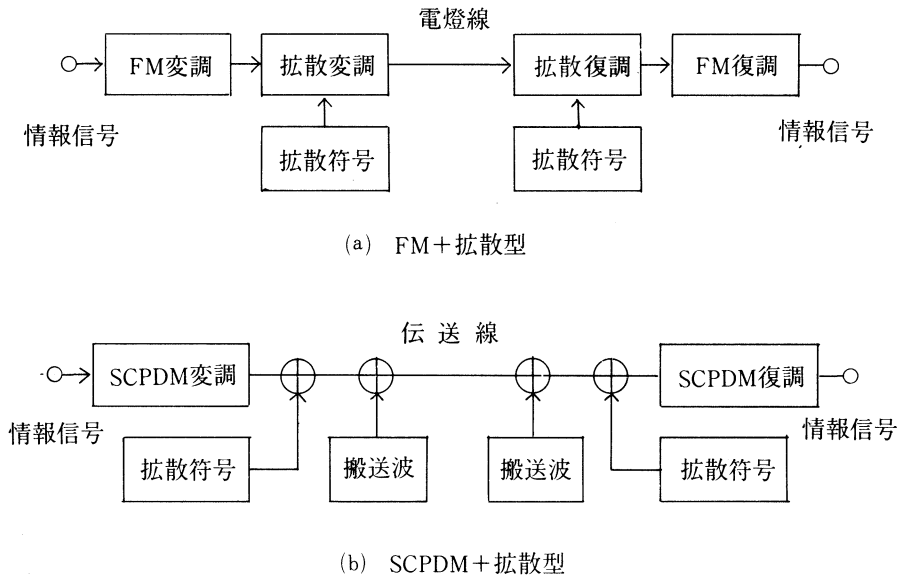 電燈線
FM変調
拡散変調
拡散復調
FM復調
情報信号
拡散符号
拡散符号
情報信号
(a) FM+拡散型
伝送線
SCPDM変調
SCPDM復調
情報信号
情報信号
拡散符号
搬送波
搬送波
拡散符号
(b) SCPDM+拡散型